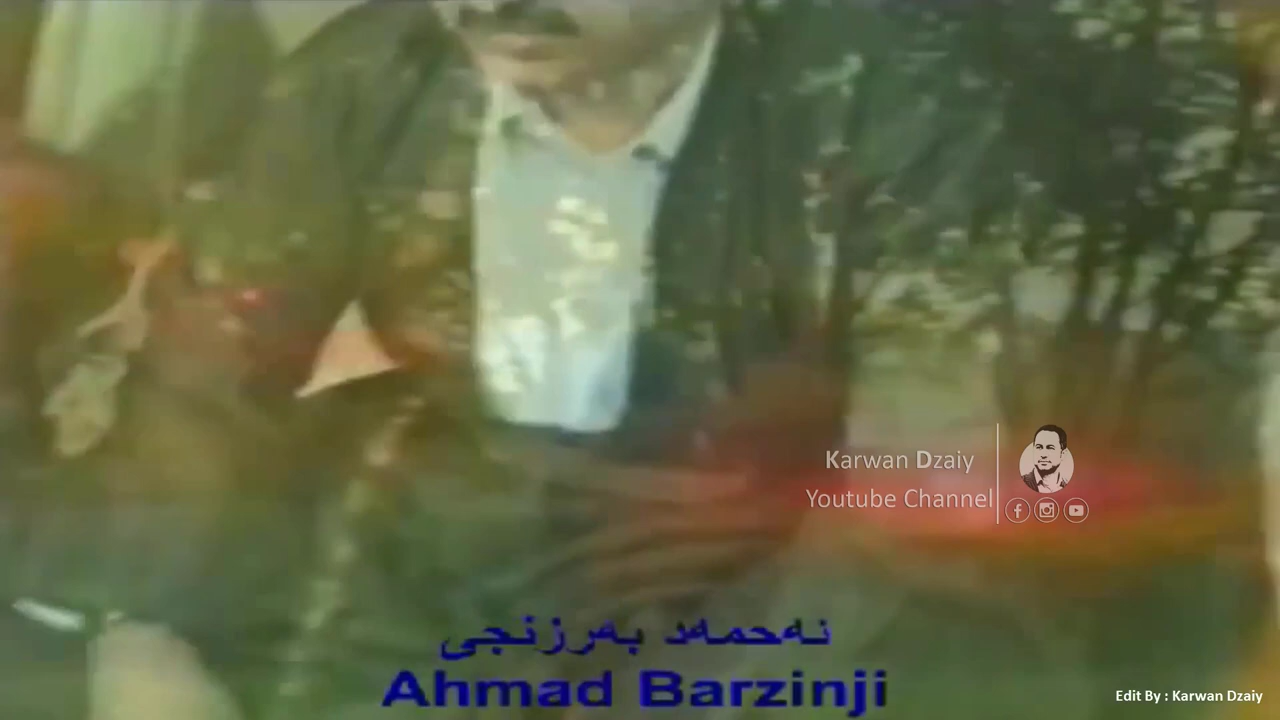 Karwan Dzaiy
Youtube Channel
ئەحمەد بەرزنجی
Ahmad Barzinji
Edit By : Karwan Dzaiy